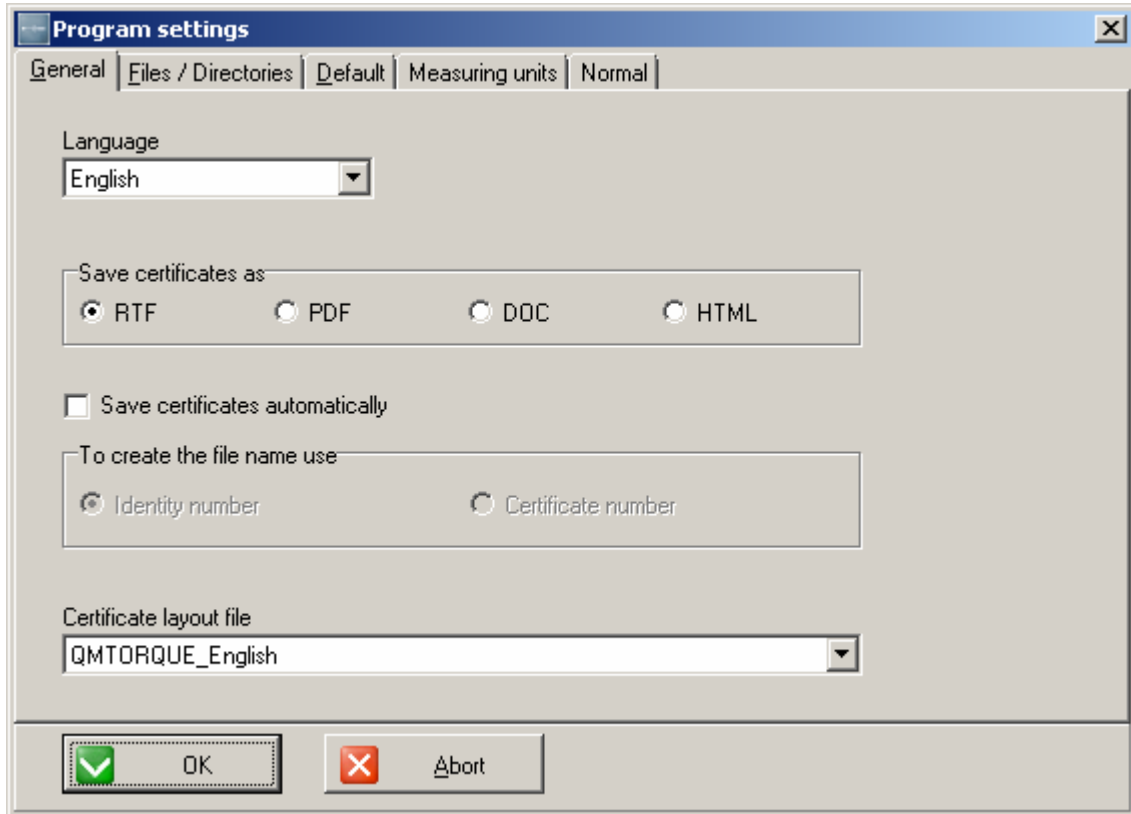 Program settings
General Files / Directories Default Measuring units Normal
Language
English
Save certificates as
RTF PDF DOC HTML
Save certificates automatically
To create the file name use
Identity number Certificate number
Certificate layout file
QMTORQUE_English
OK Abort